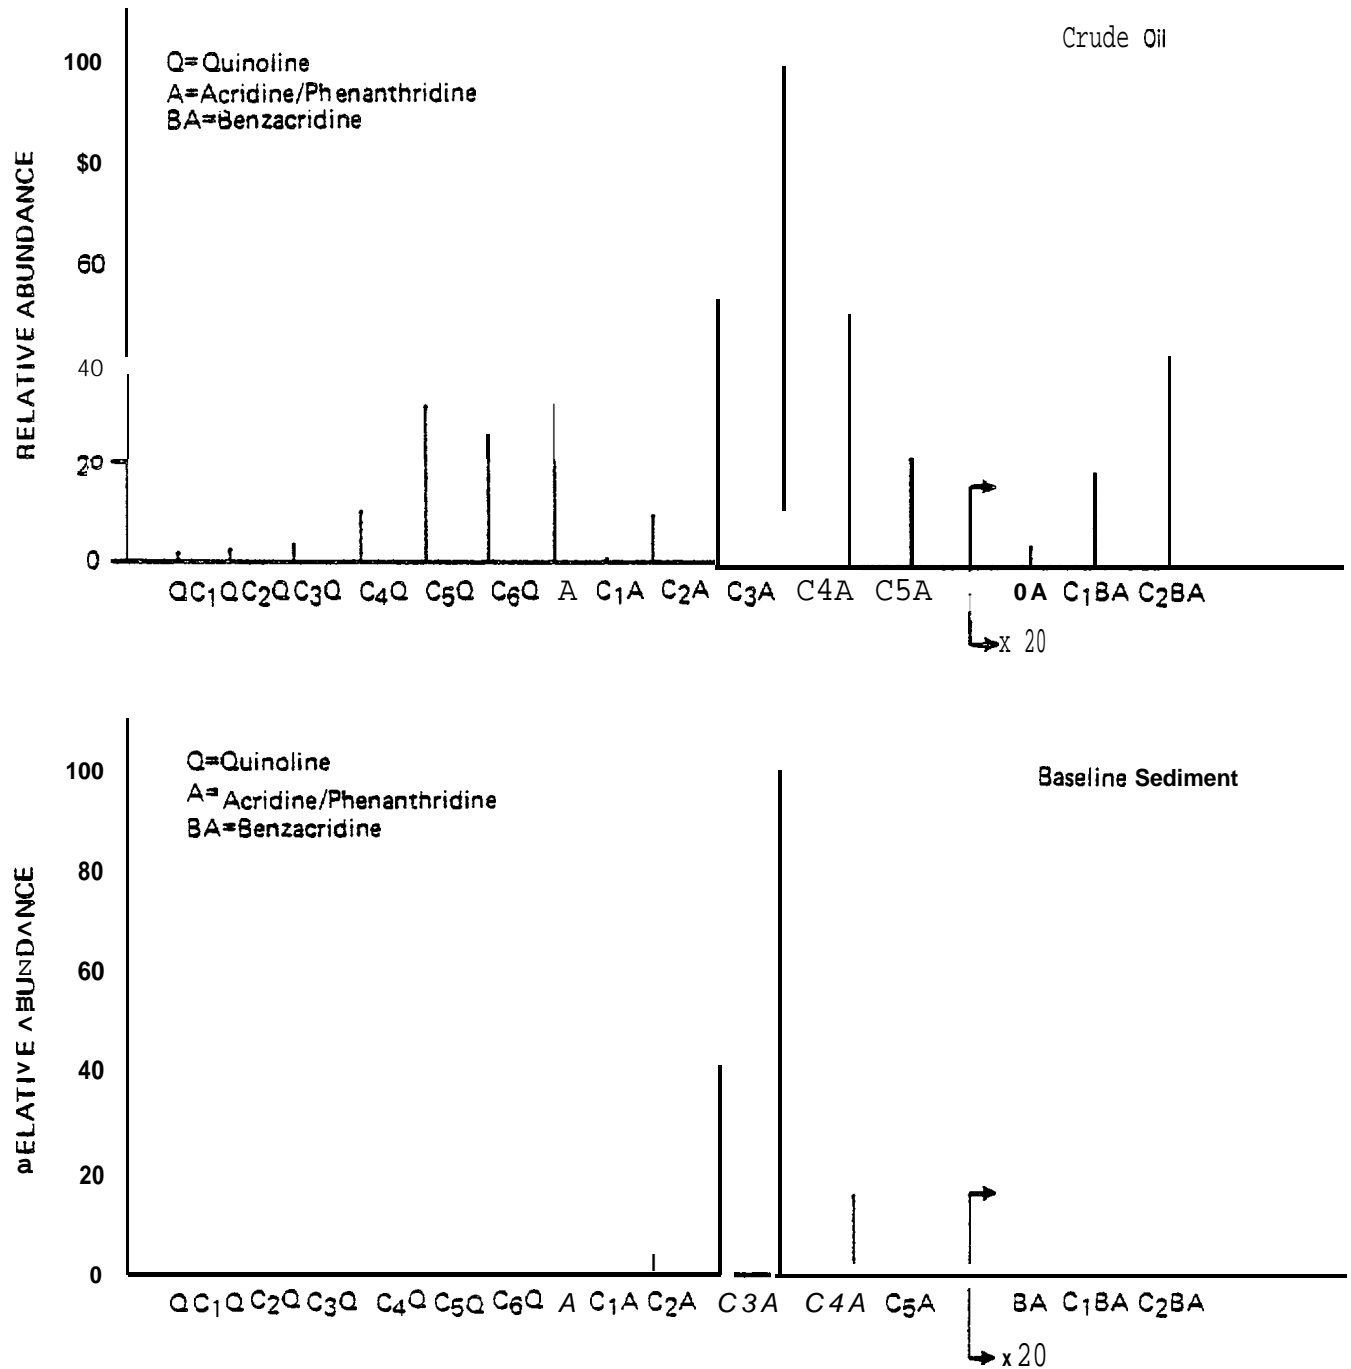 Crude Oil
100
Q=Quinoline
A=Acridine/Phenanthridine
BA=Benzacridine
$0
60
40
20
0
RELATIVE ABUNDANCE
Q C1Q C2Q C3Q C4Q C5Q C6Q A C1A C2A C3A C4A C5A 0A C1BA C2BA
x 20
Q=Quinoline
A=Acridine/Phenanthridine
BA=Benzacridine
Baseline Sediment
100
80
60
40
20
0
RELATIVE ABUNDANCE
Q C1Q C2Q C3Q C4Q C5Q C6Q A C1A C2A C3A C4A C5A BA C1BA C2BA
x 20